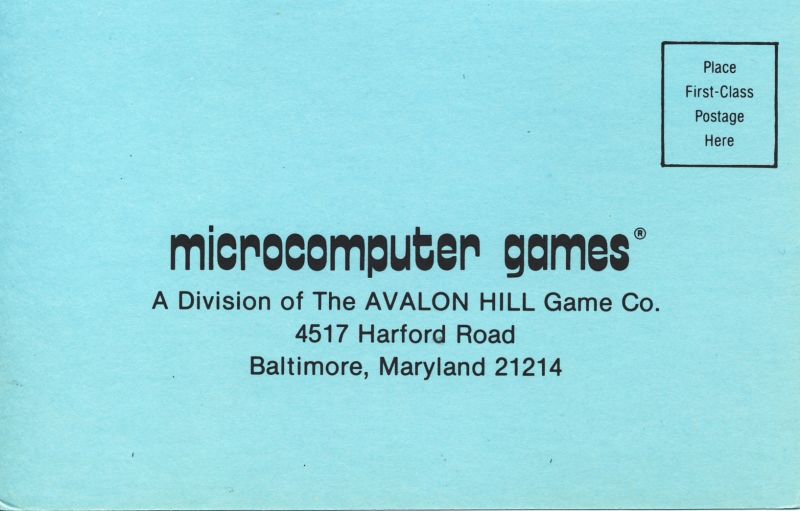 Place
First-Class
Postage
Here
microcomputer games®
A Division of The AVALON HILL Game Co.
4517 Harford Road
Baltimore, Maryland 21214